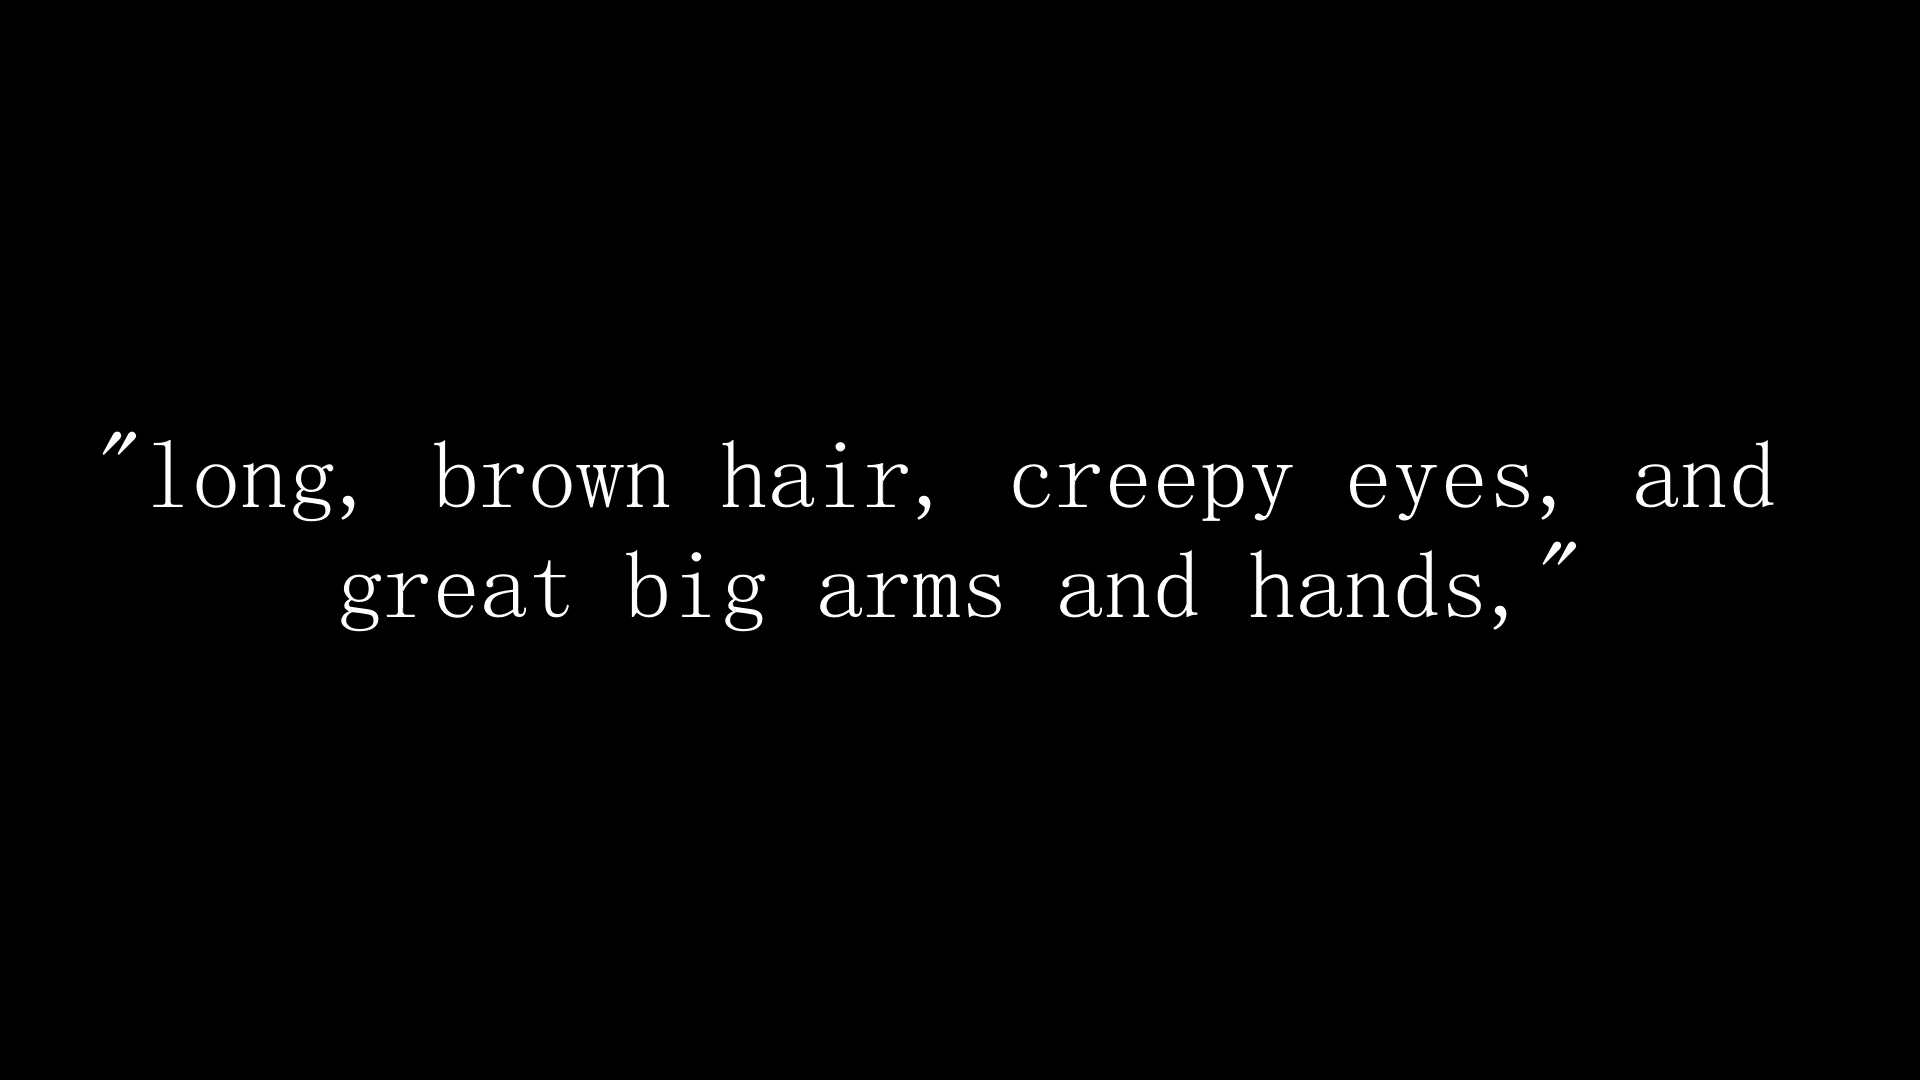 "long, brown hair, creepy eyes, and
great big arms and hands,"